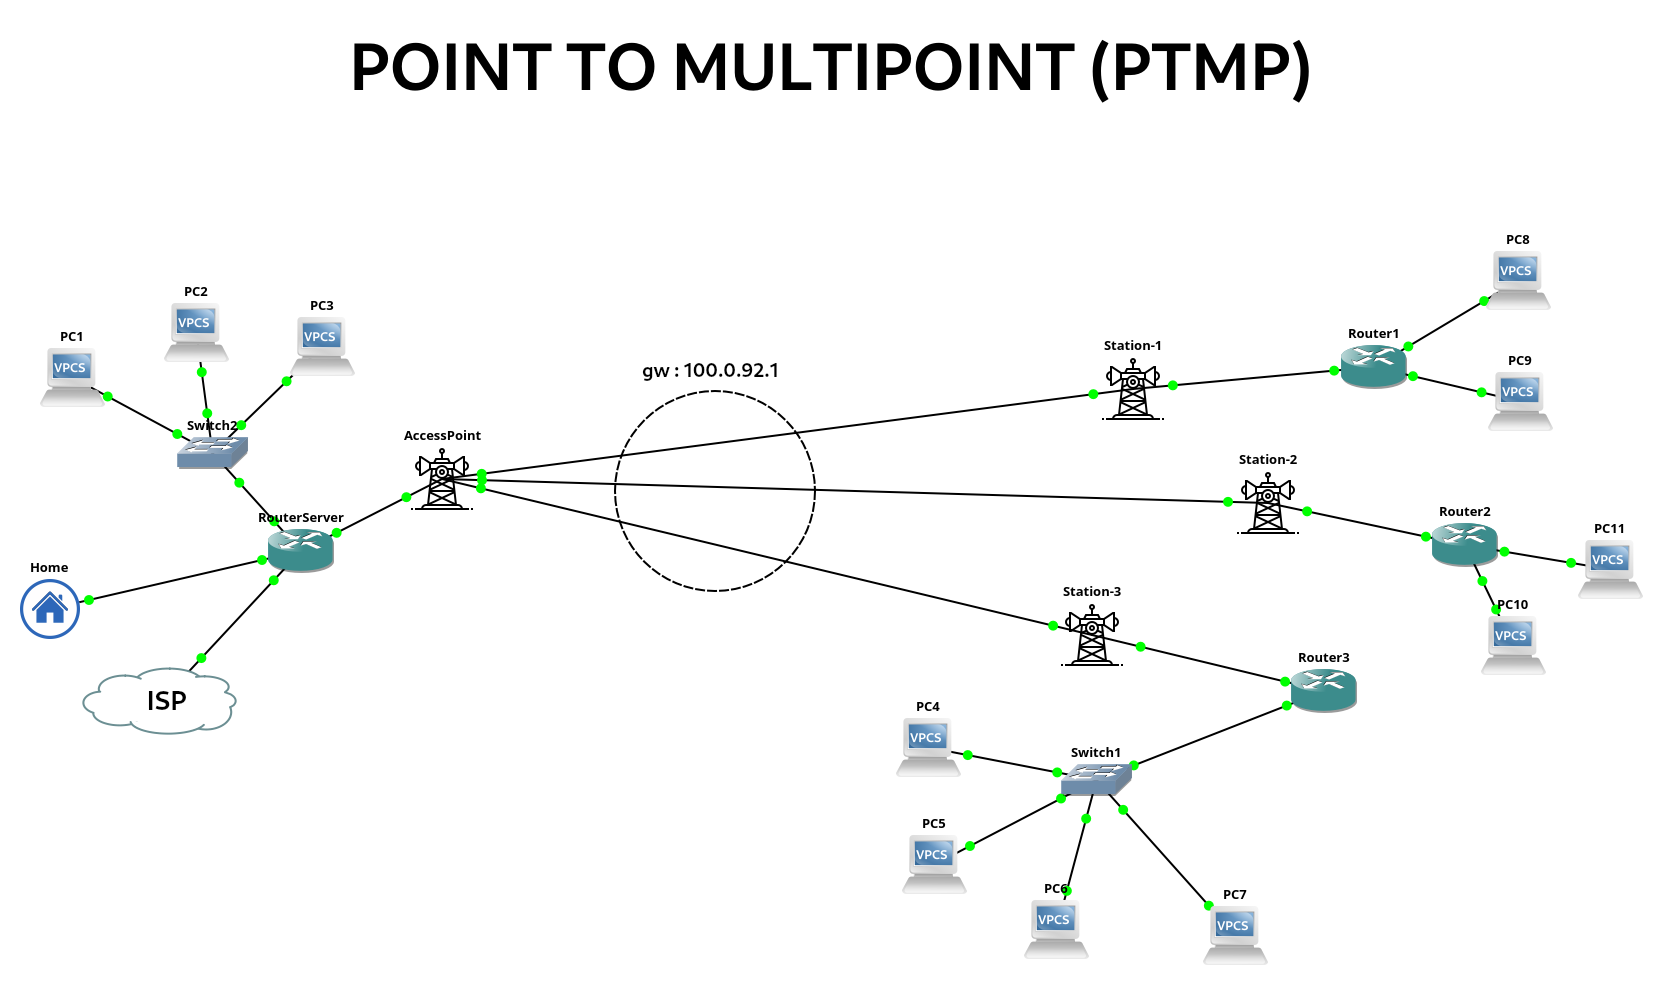 POINT TO MULTIPOINT (PTMP)
PC8
VPCS
PC2
VPCS
PC3
VPCS
PC1
VPCS
Router1
Station-1
PC9
VPCS
gw : 100.0.92.1
Switch2
AccessPoint
Station-2
Router2
RouterServer
PC11
VPCS
Home
Station-3
PC10
VPCS
Router3
ISP
PC4
VPCS
Switch1
PC5
VPCS
PC6
VPCS
PC7
VPCS